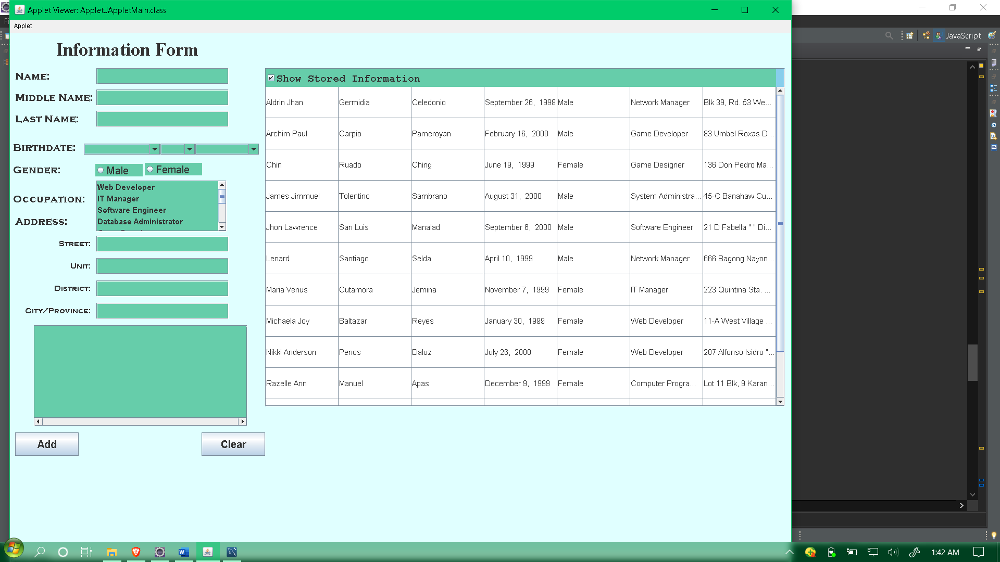 Applet Viewer: Applet.JAppletMain.class
Applet
JavaScript
Information Form
Name:
Middle Name:
Last Name:
Birthdate:
Gender:
Male
Female
Occupation:
Web Developer
IT Manager
Software Engineer
Database Administrator
Address:
Street:
Unit:
District:
City/Province:
Add
Clear
Show Stored Information
Aldrin Jhan Germidia Celedonio September 26, 1998 Male Network Manager Blk 39, Rd. 53 We...
Archim Paul Carpio Pameroyan February 16, 2000 Male Game Developer 83 Umbel Roxas D...
Chin Ruado Ching June 19, 1999 Female Game Designer 136 Don Pedro Ma...
James Jimmuel Tolentino Sambrano August 31, 2000 Male System Administra... 45-C Banahaw Cu...
Jhon Lawrence San Luis Manalad September 6, 2000 Male Software Engineer 21 D Fabella " " Di...
Lenard Santiago Selda April 10, 1999 Male Network Manager 666 Bagong Nayon...
Maria Venus Cutamora Jemina November 7, 1999 Female IT Manager 223 Quintina Sta. ...
Michaela Joy Baltazar Reyes January 30, 1999 Female Web Developer 11-A West Village ...
Nikki Anderson Penos Daluz July 26, 2000 Female Web Developer 287 Alfonso Isidro "...
Razelle Ann Manuel Apas December 9, 1999 Female Computer Progra... Lot 11 Blk, 9 Karan...
1:42 AM